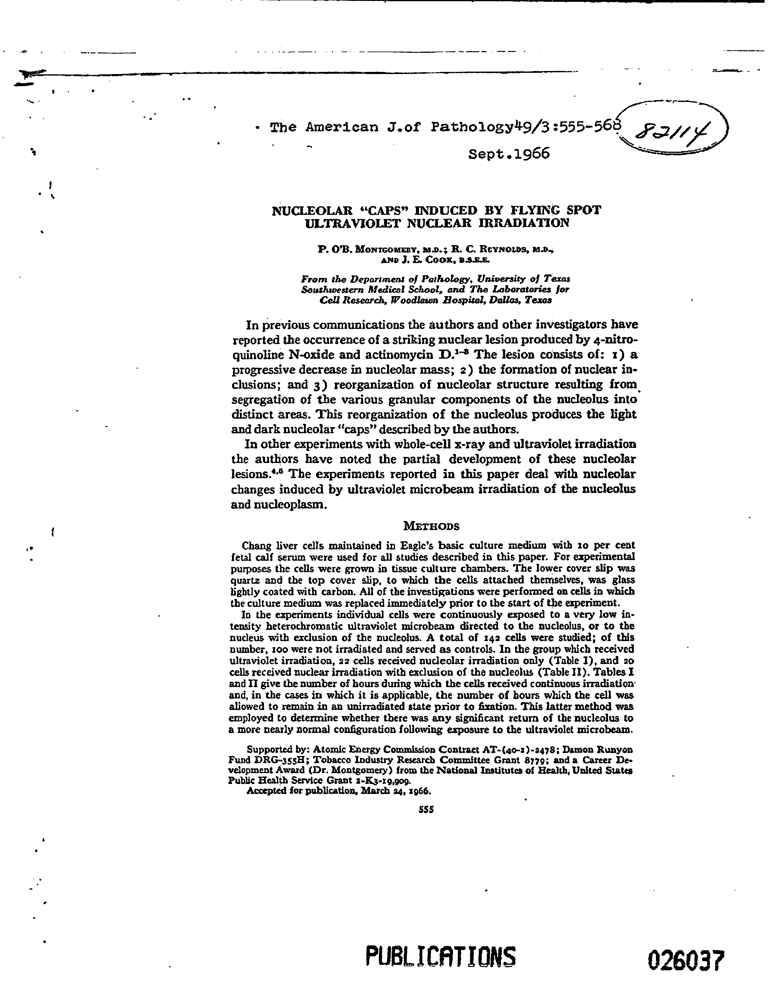 The American J.of Pathology49/3:555-568
82114
Sept.1966
NUCLEOLAR "CAPS" INDUCED BY FLYING SPOT
ULTRAVIOLET NUCLEAR IRRADIATION
P. O'B. MONTGOMERY, M.D.; R. C. REYNOLDS, M.D.,
AND J. E. COOK, B.S.E.E.
From the Department of Pathology, University of Texas
Southwestern Medical School, and The Laboratories for
Cell Research, Woodlawn Hospital, Dallas, Texas
In previous communications the authors and other investigators have
reported the occurrence of a striking nuclear lesion produced by 4-nitro-
quinoline N-oxide and actinomycin D.1-3 The lesion consists of: 1) a
progressive decrease in nucleolar mass; 2) the formation of nuclear in-
clusions; and 3) reorganization of nucleolar structure resulting from
segregation of the various granular components of the nucleolus into
distinct areas. This reorganization of the nucleolus produces the light
and dark nucleolar "caps" described by the authors.
In other experiments with whole-cell x-ray and ultraviolet irradiation
the authors have noted the partial development of these nucleolar
lesions.4,5 The experiments reported in this paper deal with nucleolar
changes induced by ultraviolet microbeam irradiation of the nucleolus
and nucleoplasm.
METHODS
Chang liver cells maintained in Eagle's basic culture medium with 10 per cent
fetal calf serum were used for all studies described in this paper. For experimental
purposes the cells were grown in tissue culture chambers. The lower cover slip was
quartz and the top cover slip, to which the cells attached themselves, was glass
lightly coated with carbon. All of the investigations were performed on cells in which
the culture medium was replaced immediately prior to the start of the experiment.
In the experiments individual cells were continuously exposed to a very low in-
tensity heterochromatic ultraviolet microbeam directed to the nucleolus, or to the
nucleus with exclusion of the nucleolus. A total of 142 cells were studied; of this
number, 100 were not irradiated and served as controls. In the group which received
ultraviolet irradiation, 22 cells received nucleolar irradiation only (Table I), and 20
cells received nuclear irradiation with exclusion of the nucleolus (Table II). Tables I
and II give the number of hours during which the cells received continuous irradiation
and, in the cases in which it is applicable, the number of hours which the cell was
allowed to remain in an unirradiated state prior to fixation. This latter method was
employed to determine whether there was any significant return of the nucleolus to
a more nearly normal configuration following exposure to the ultraviolet microbeam.
Supported by: Atomic Energy Commission Contract AT-(40-1)-2478; Damon Runyon
Fund DRG-355H; Tobacco Industry Research Committee Grant 8779; and a Career De-
velopment Award (Dr. Montgomery) from the National Institutes of Health, United States
Public Health Service Grant 1-K3-19,909.
Accepted for publication, March 24, 1966.
555
PUBLICATIONS
026037